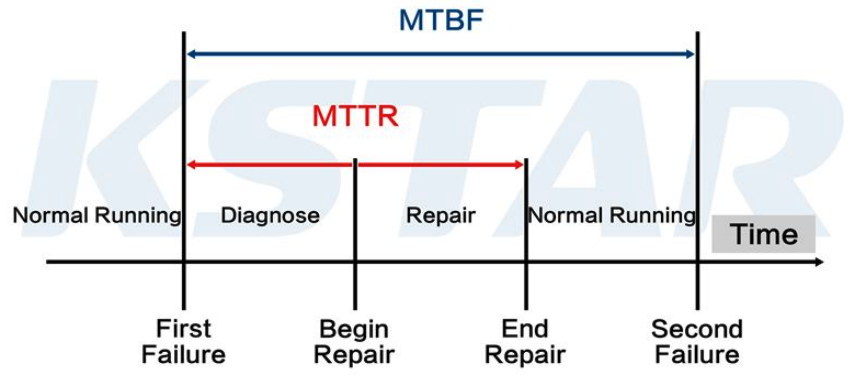 MTBF
KSTAR
MTTR
Normal Running
Diagnose
Repair
Normal Running
Time
First
Failure
Begin
Repair
End
Repair
Second
Failure